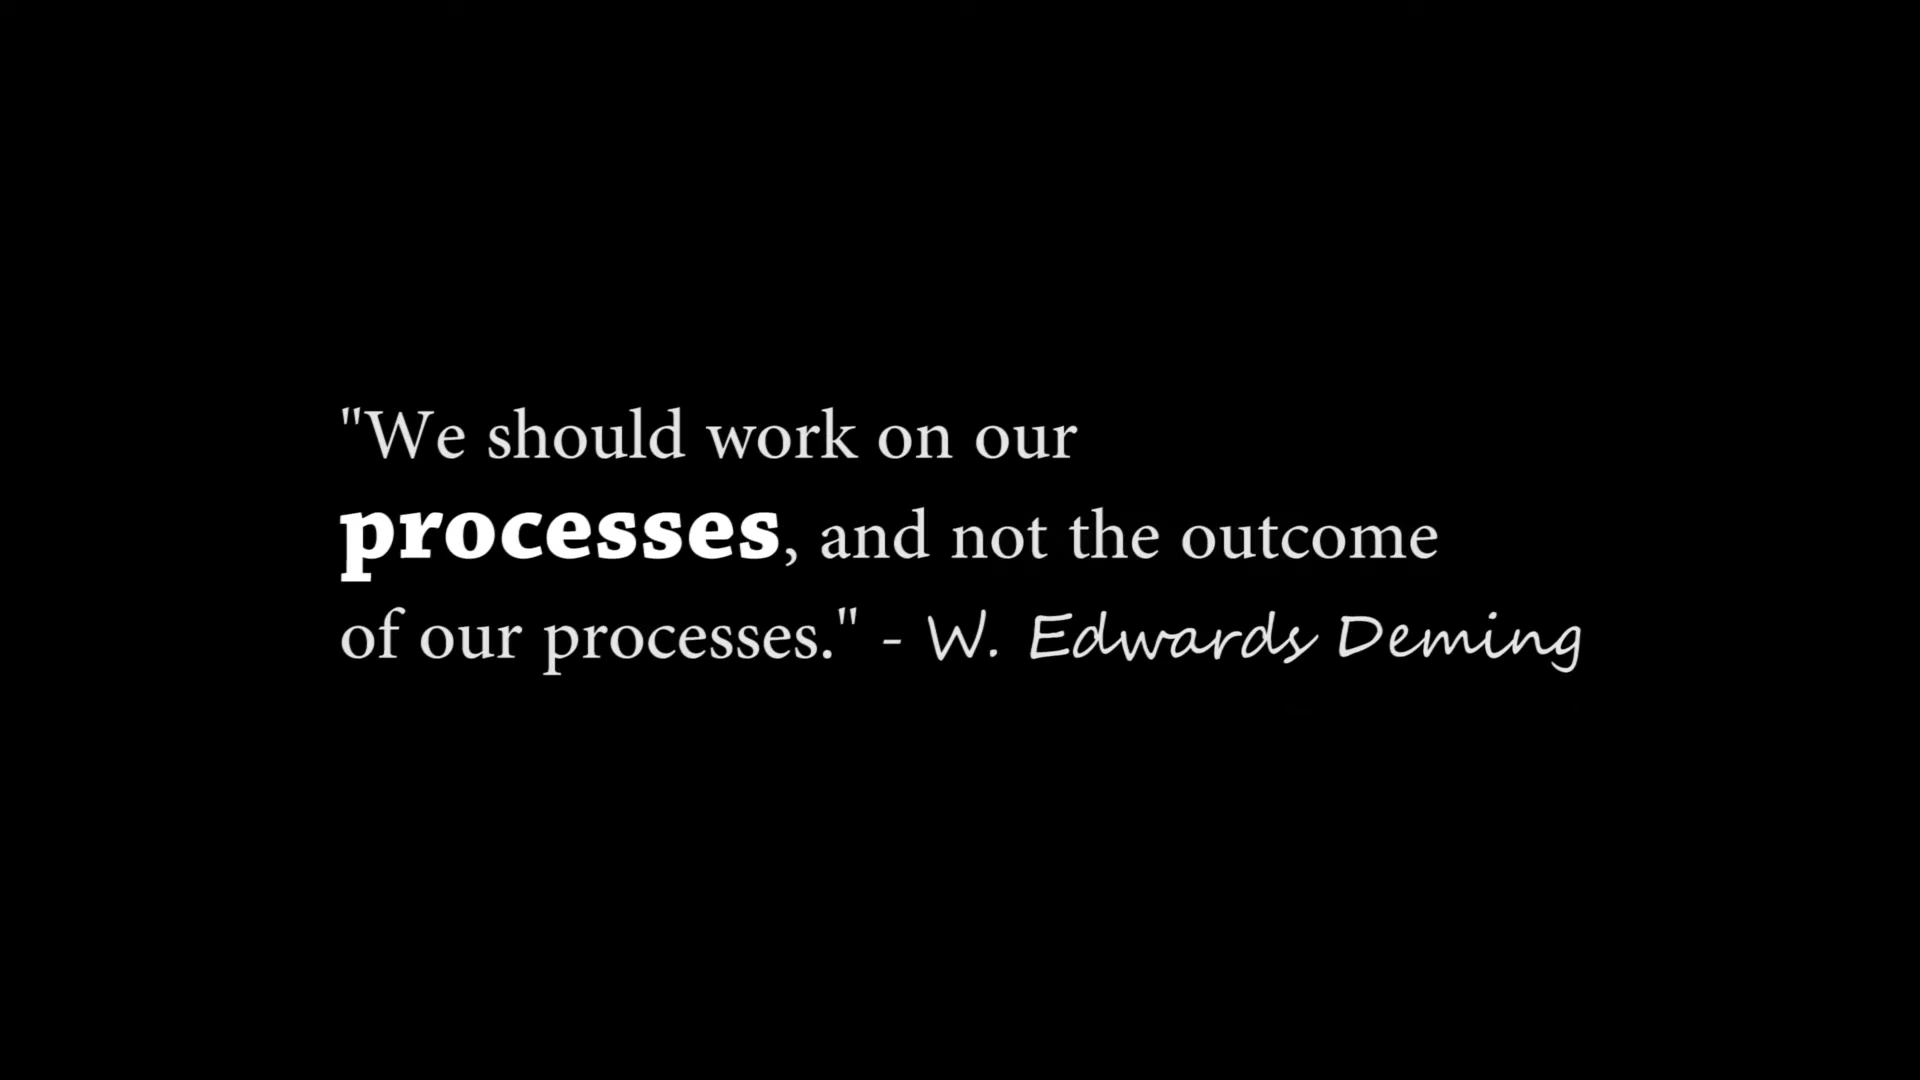 "We should work on our
processes, and not the outcome
of our processes." - W. Edwards Deming